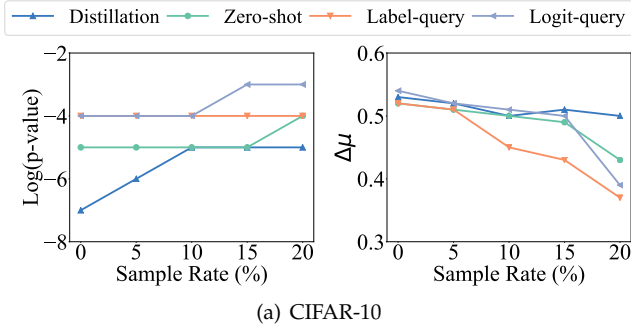 Distillation Zero-shot Label-query Logit-query
Log(p-value)
−2
−4
−6
−8
0 5 10 15 20
Sample Rate (%)
Δμ
0.6
0.5
0.4
0.3
0 5 10 15 20
Sample Rate (%)
(a) CIFAR-10